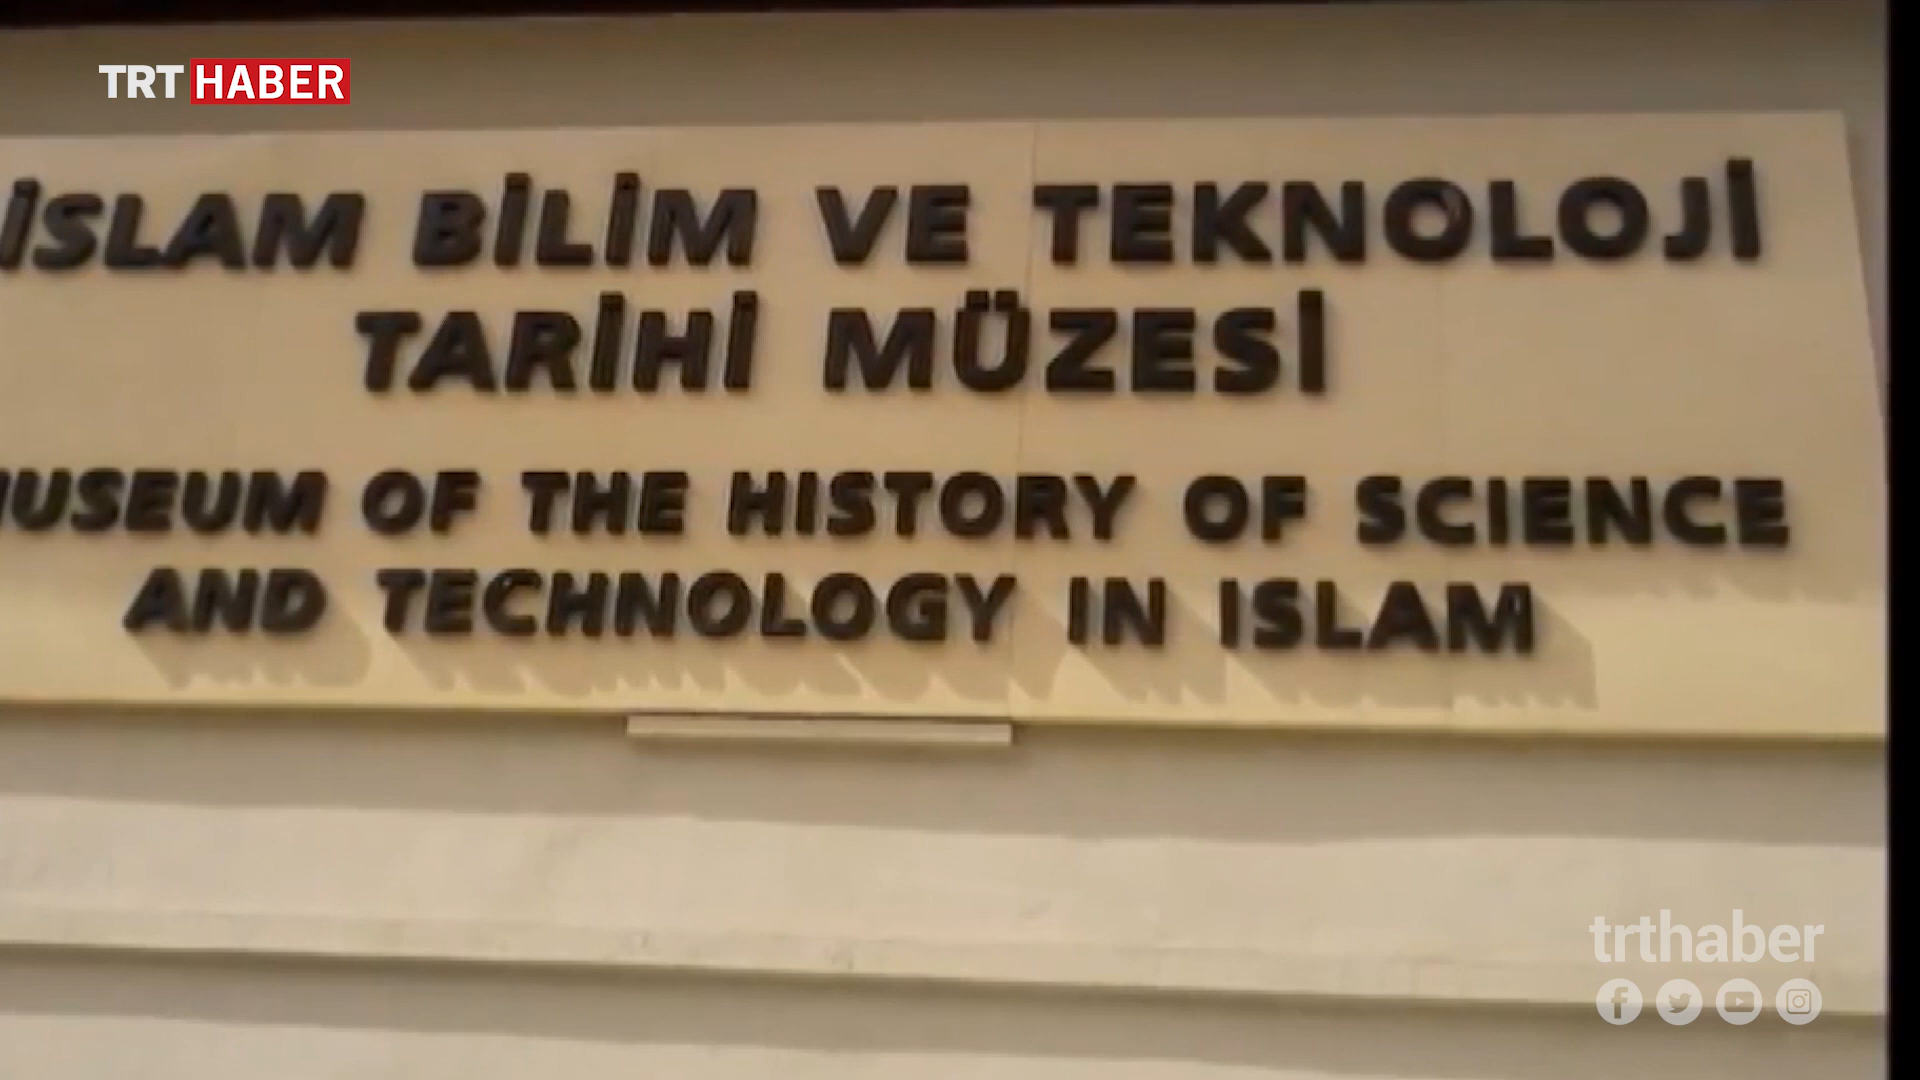 TRT HABER
İSLAM BİLİM VE TEKNOLOJİ
TARİHİ MÜZESİ
MUSEUM OF THE HISTORY OF SCIENCE
AND TECHNOLOGY IN ISLAM
trthaber